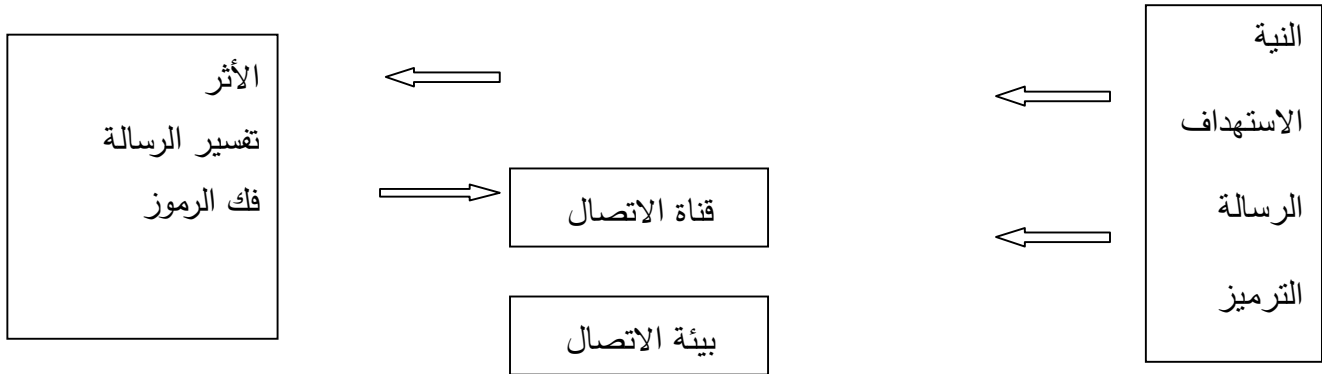 النية
الاستهداف
الرسالة
الترميز
قناة الاتصال
بيئة الاتصال
الأثر
تفسير الرسالة
فك الرموز